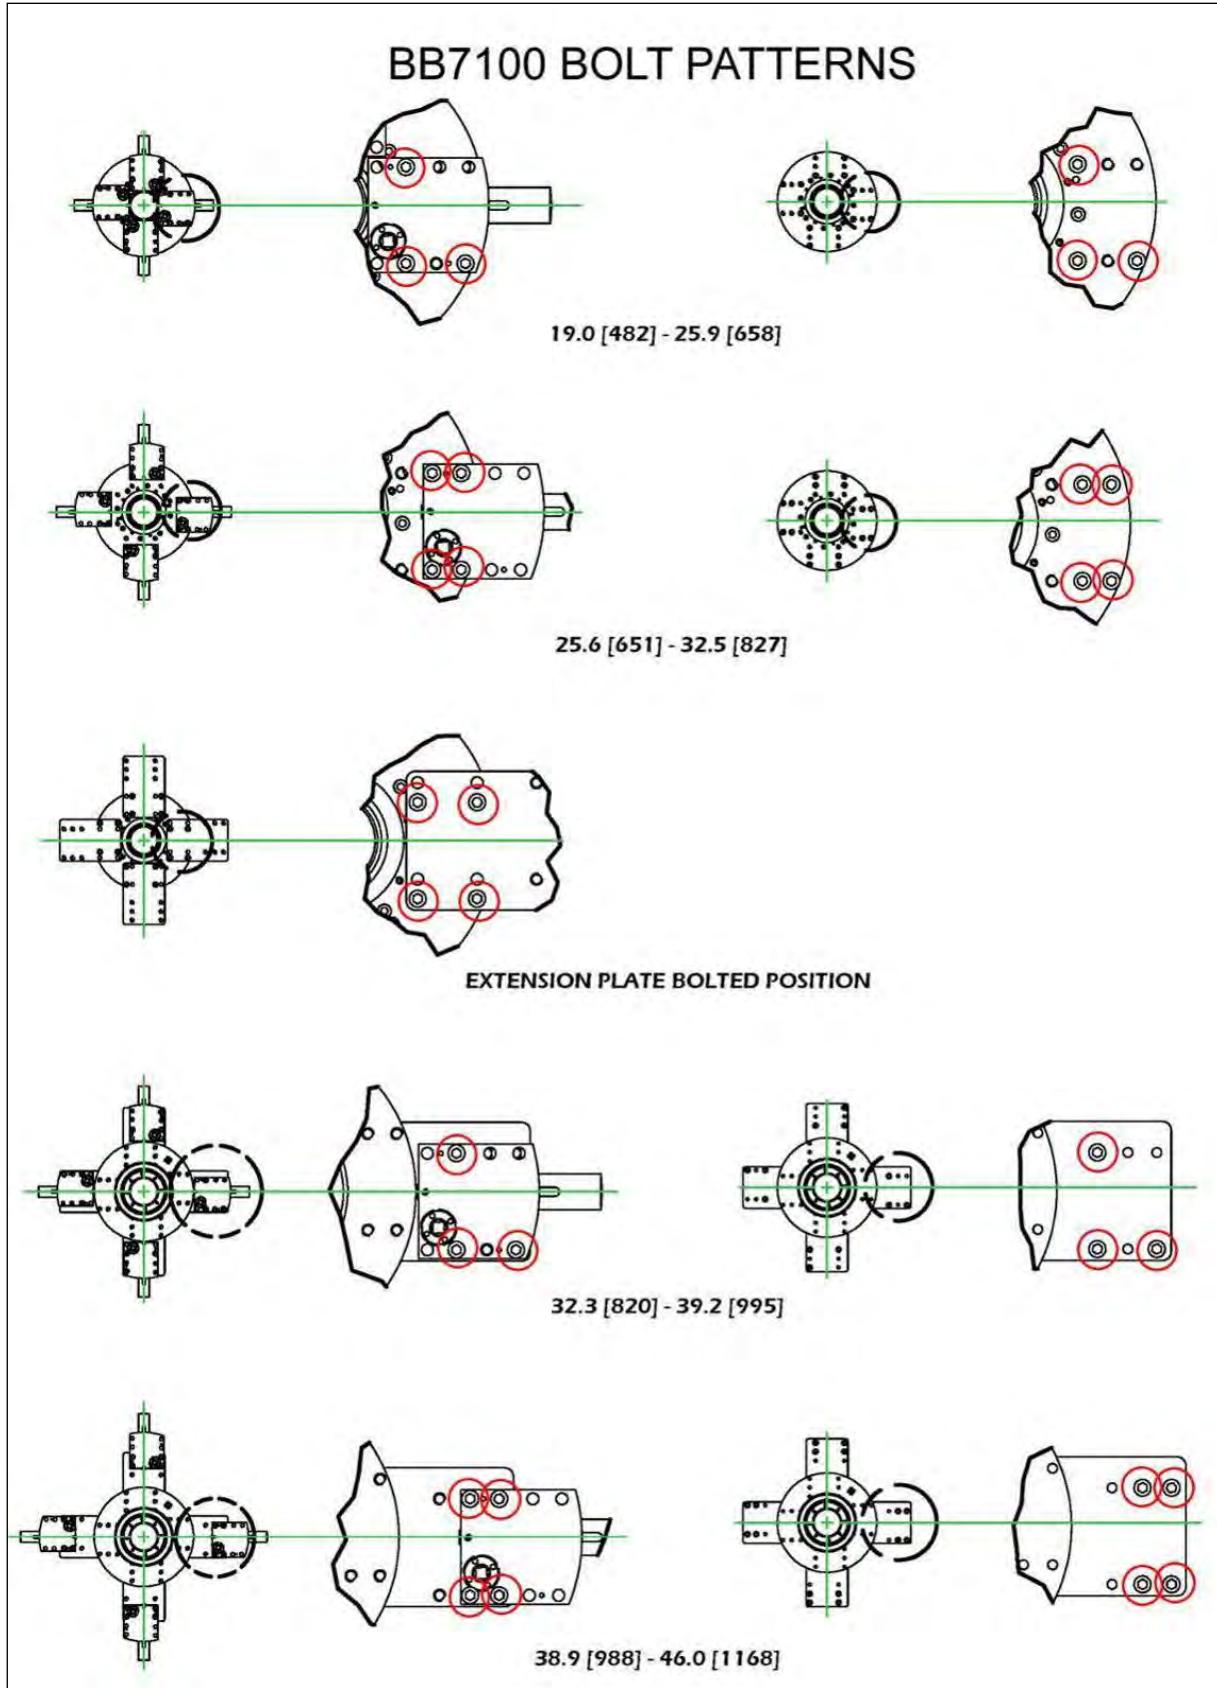 BB7100 BOLT PATTERNS
19.0 [482] - 25.9 [658]
25.6 [651] - 32.5 [827]
EXTENSION PLATE BOLTED POSITION
32.3 [820] - 39.2 [995]
38.9 [988] - 46.0 [1168]